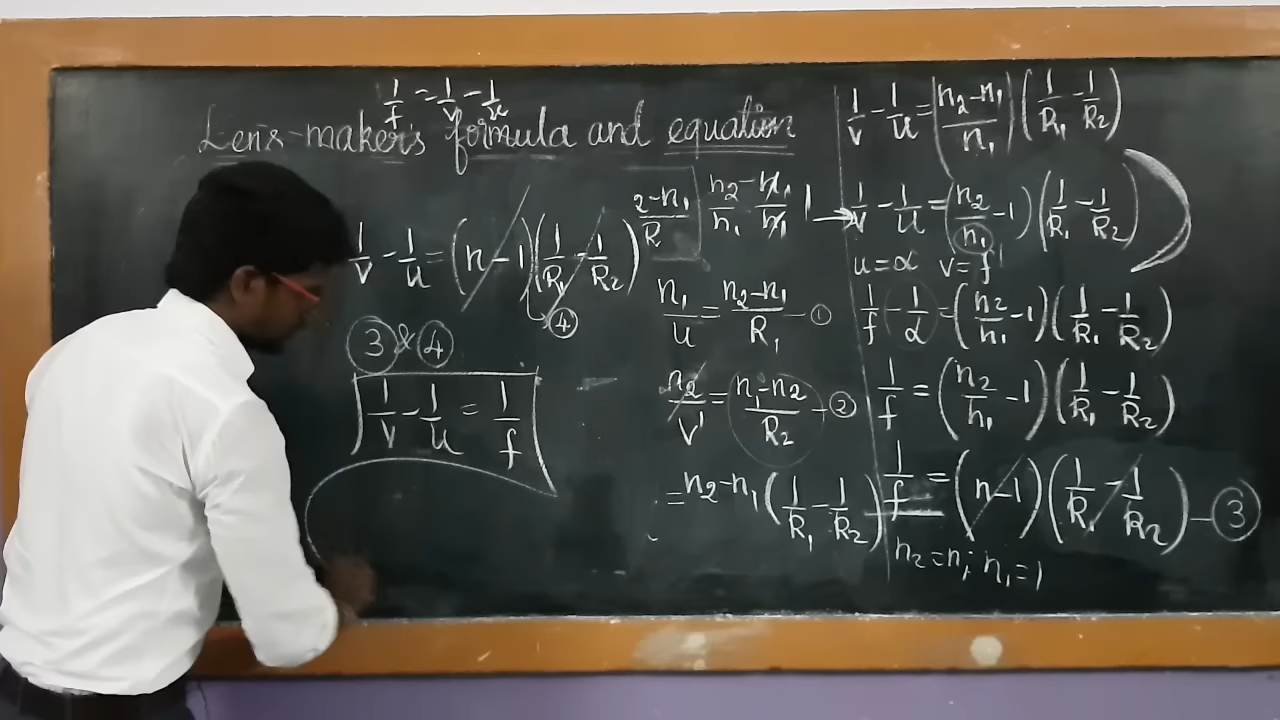 1/f = 1/v - 1/u
Lens-maker's formula and equation
1/v - 1/u = (n - 1)(1/R₁ - 1/R₂)
④
③ & ④
1/v - 1/u = 1/f
2-n₁/R
n₂/n₁ - n₁/n₁
n₁/u = n₂-n₁/R₁ - ①
n₂/v' = n₁-n₂/R₂ - ②
= n₂-n₁ (1/R₁ - 1/R₂)
1/v - 1/u = n₂-n₁/n₁ (1/R₁ - 1/R₂)
1/v - 1/u = (n₂/n₁ - 1) (1/R₁ - 1/R₂)
u = α v = f
1/f - 1/α = (n₂/n₁ - 1) (1/R₁ - 1/R₂)
1/f = (n₂/n₁ - 1) (1/R₁ - 1/R₂)
1/f = (n-1) (1/R₁ - 1/R₂) - ③
n₂ = n; n₁ = 1